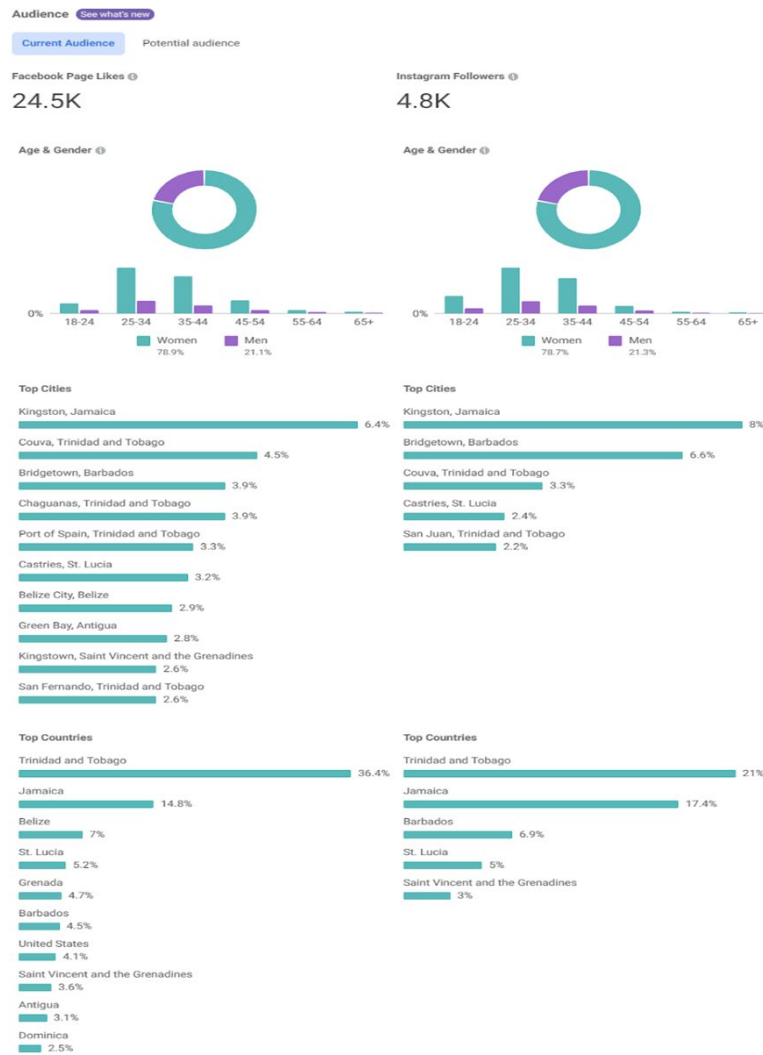 Audience See what's new
Current Audience Potential audience
Facebook Page Likes
24.5K
Age & Gender
0%
18-24 25-34 35-44 45-54 55-64 65+
Women Men
78.9% 21.1%
Top Cities
Kingston, Jamaica
6.4%
Couva, Trinidad and Tobago
4.5%
Bridgetown, Barbados
3.9%
Chaguanas, Trinidad and Tobago
3.9%
Port of Spain, Trinidad and Tobago
3.3%
Castries, St. Lucia
3.2%
Belize City, Belize
2.9%
Green Bay, Antigua
2.8%
Kingstown, Saint Vincent and the Grenadines
2.6%
San Fernando, Trinidad and Tobago
2.6%
Top Countries
Trinidad and Tobago
36.4%
Jamaica
14.8%
Belize
7%
St. Lucia
5.2%
Grenada
4.7%
Barbados
4.5%
United States
4.1%
Saint Vincent and the Grenadines
3.6%
Antigua
3.1%
Dominica
2.5%
Instagram Followers
4.8K
Age & Gender
0%
18-24 25-34 35-44 45-54 55-64 65+
Women Men
78.7% 21.3%
Top Cities
Kingston, Jamaica
8%
Bridgetown, Barbados
6.6%
Couva, Trinidad and Tobago
3.3%
Castries, St. Lucia
2.4%
San Juan, Trinidad and Tobago
2.2%
Top Countries
Trinidad and Tobago
21%
Jamaica
17.4%
Barbados
6.9%
St. Lucia
5%
Saint Vincent and the Grenadines
3%